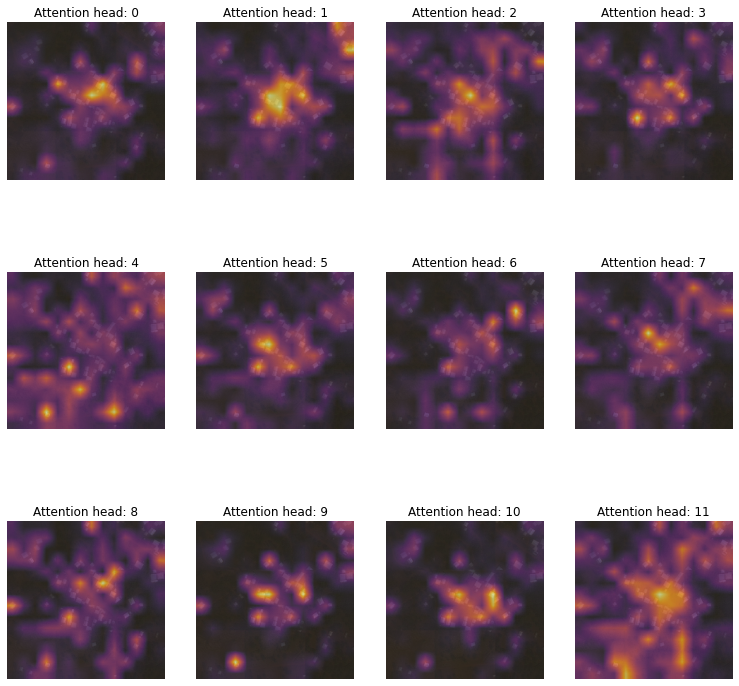 Attention head: 0
Attention head: 1
Attention head: 2
Attention head: 3
Attention head: 4
Attention head: 5
Attention head: 6
Attention head: 7
Attention head: 8
Attention head: 9
Attention head: 10
Attention head: 11